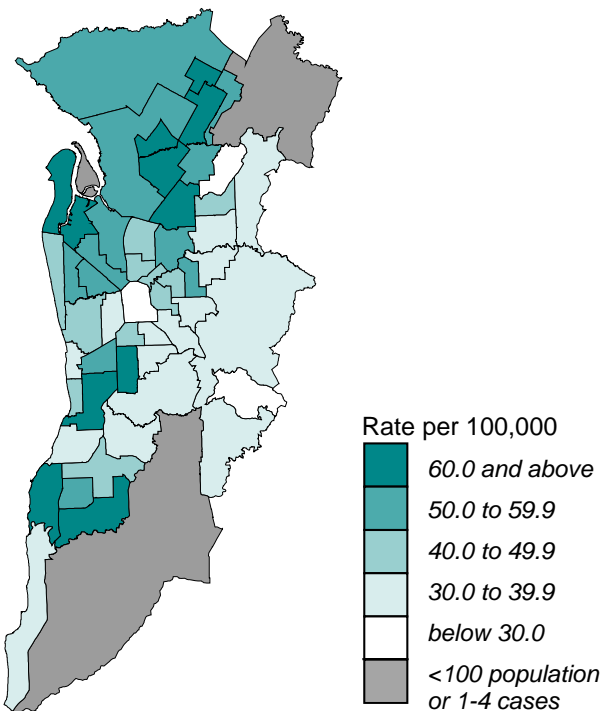 Rate per 100,000
60.0 and above
50.0 to 59.9
40.0 to 49.9
30.0 to 39.9
below 30.0
<100 population
or 1-4 cases